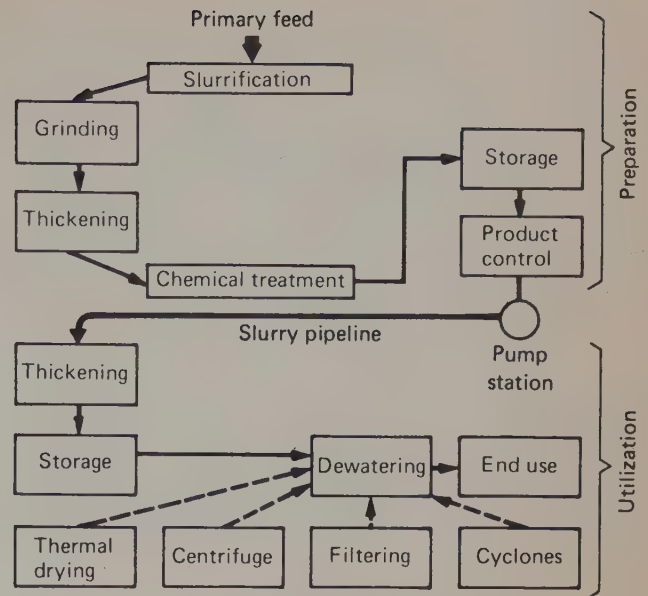 Primary feed
Slurrification
Grinding
Thickening
Chemical treatment
Storage
Product
control
Preparation
Slurry pipeline
Pump
station
Thickening
Storage
Dewatering
End use
Utilization
Thermal
drying
Centrifuge
Filtering
Cyclones